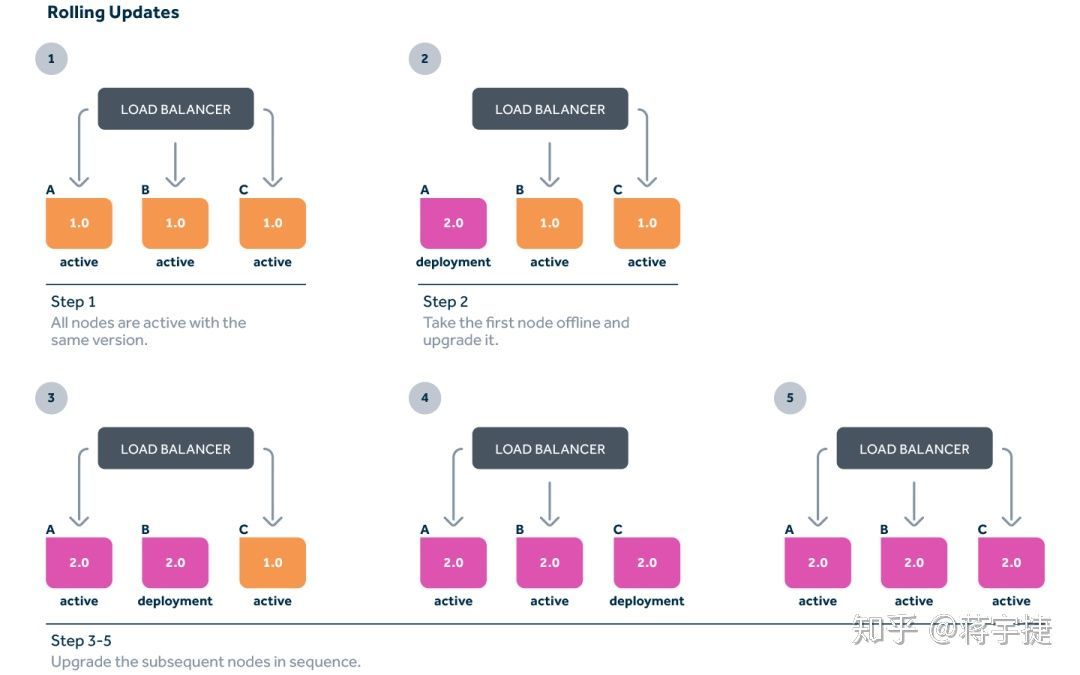 Rolling Updates
1
LOAD BALANCER
A B C
1.0 1.0 1.0
active active active
Step 1
All nodes are active with the
same version.
2
LOAD BALANCER
A B C
2.0 1.0 1.0
deployment active active
Step 2
Take the first node offline and
upgrade it.
3
LOAD BALANCER
A B C
2.0 2.0 1.0
active deployment active
4
LOAD BALANCER
A B C
2.0 2.0 2.0
active active deployment
5
LOAD BALANCER
A B C
2.0 2.0 2.0
active active active
Step 3-5
Upgrade the subsequent nodes in sequence.
知乎 @蒋宇捷